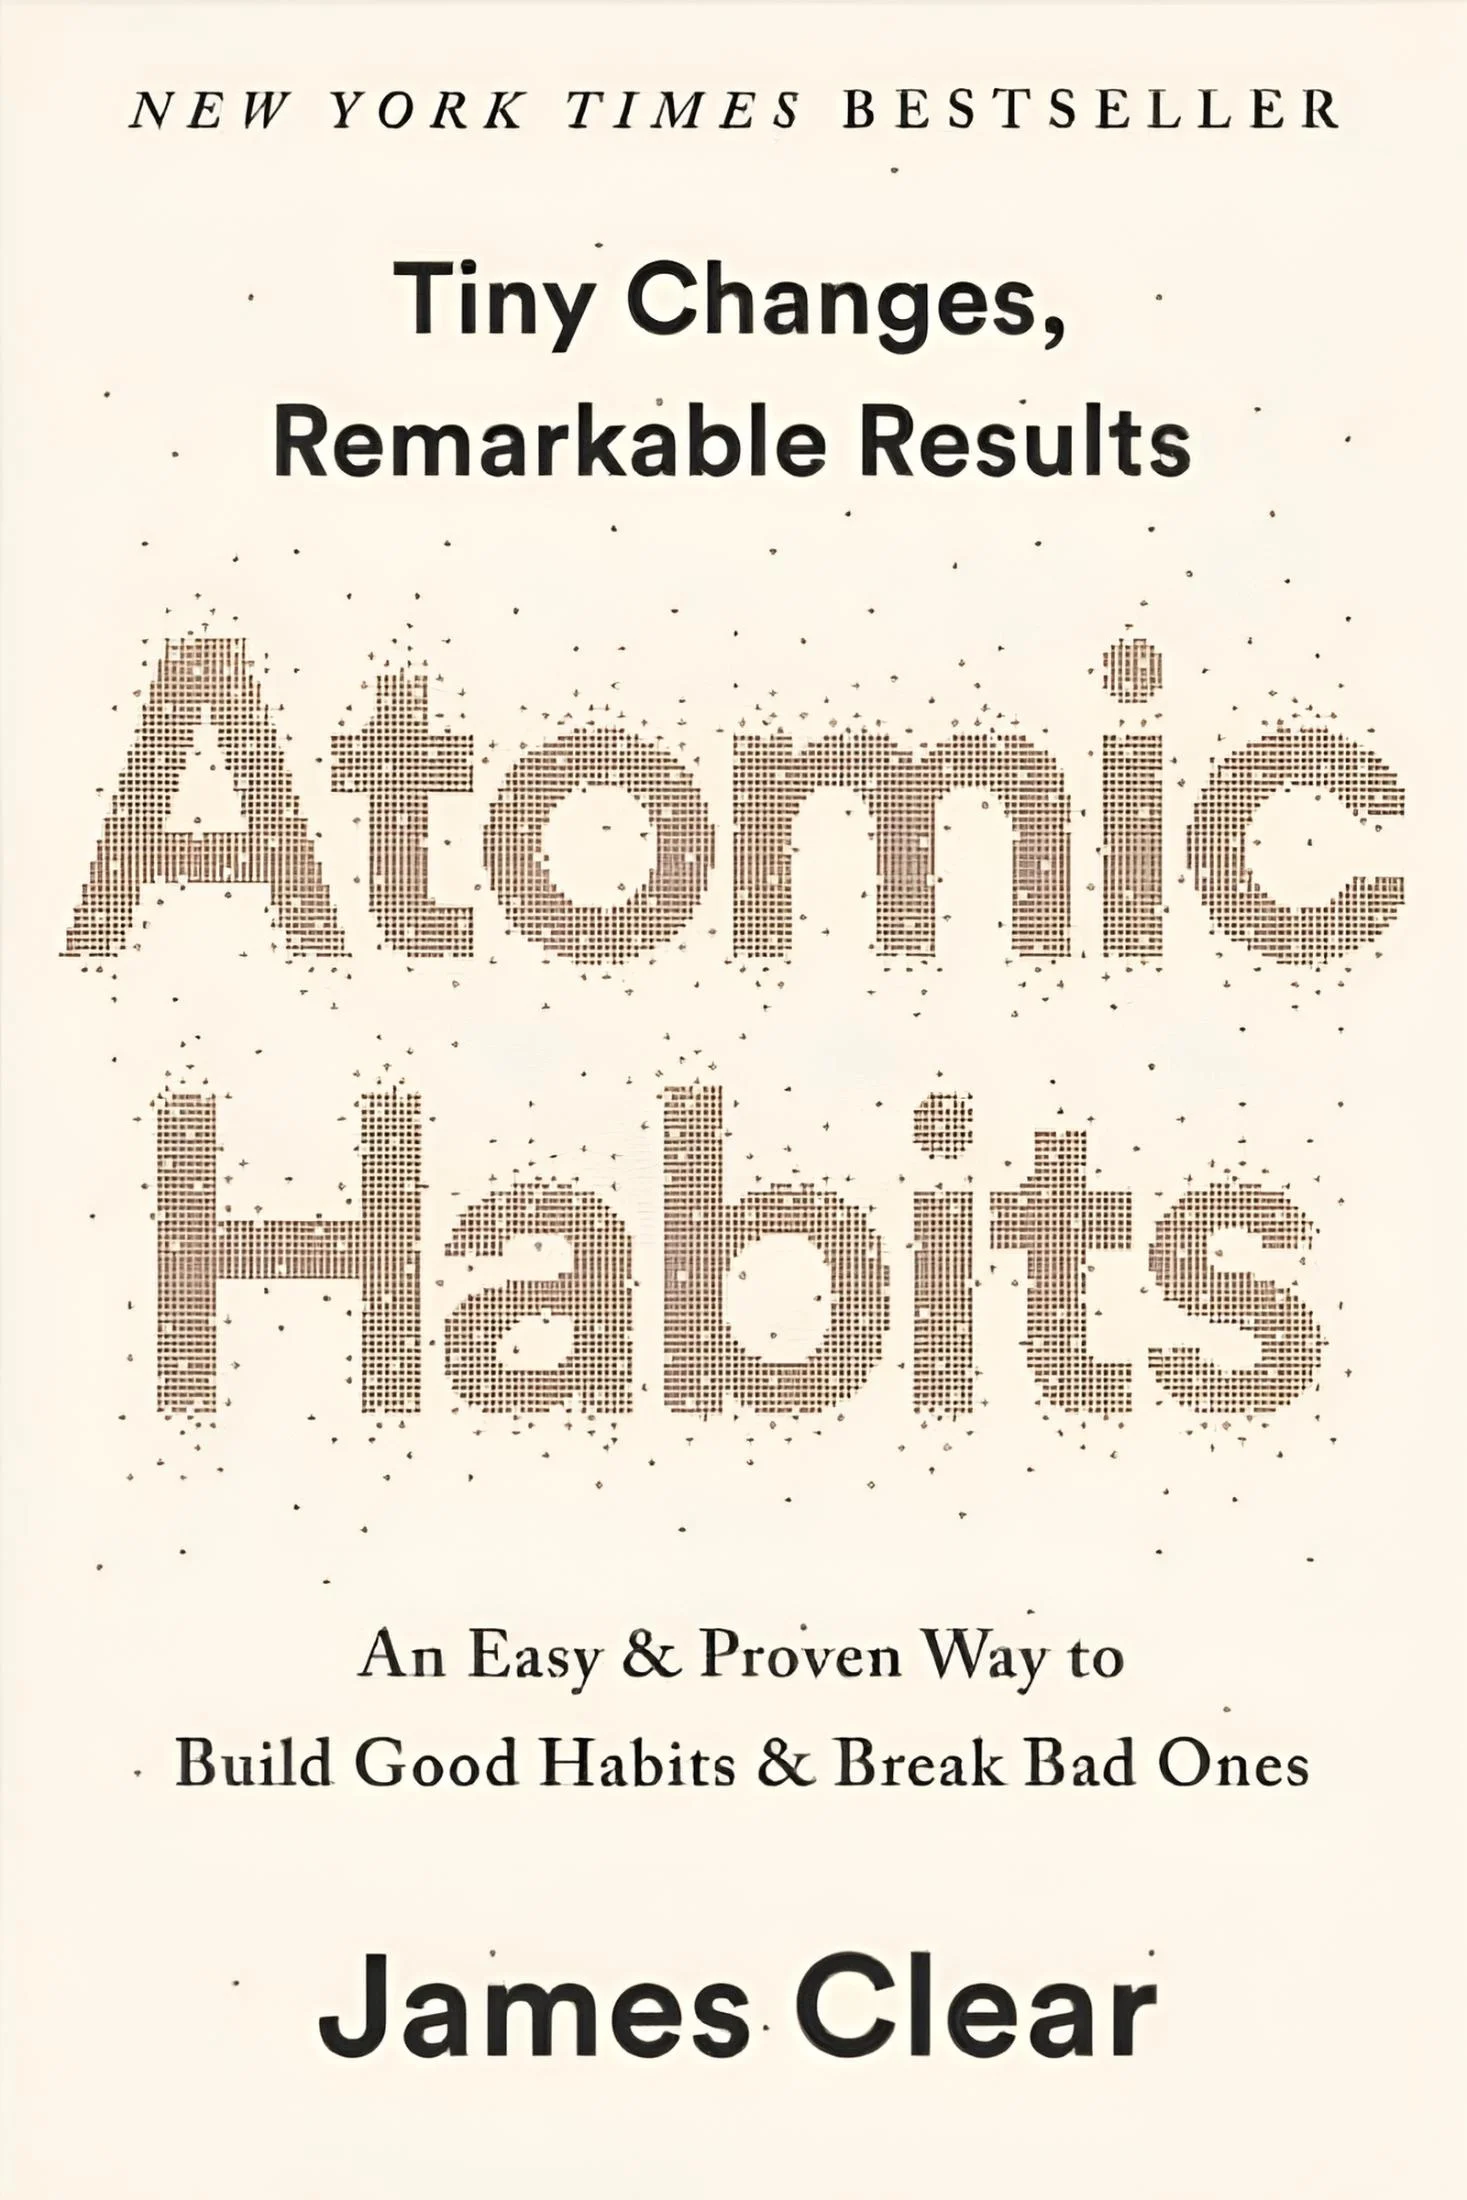 NEW YORK TIMES BESTSELLER
Tiny Changes,
Remarkable Results
Atomic
Habits
An Easy & Proven Way to
Build Good Habits & Break Bad Ones
James Clear